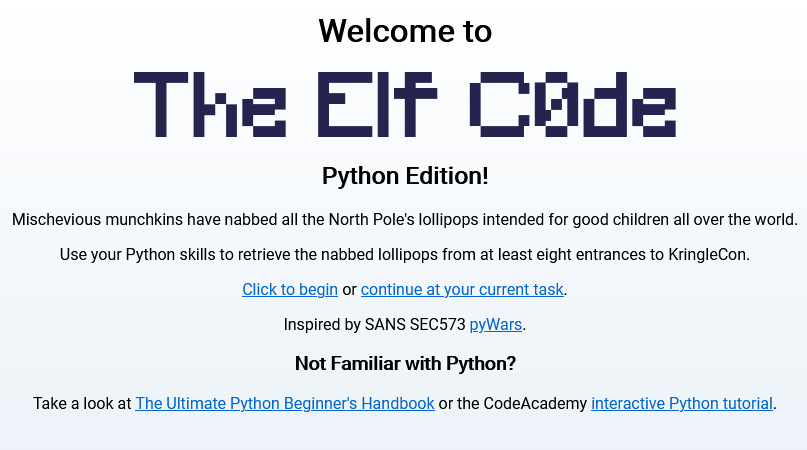 Welcome to
The Elf C0de
Python Edition!
Mischevious munchkins have nabbed all the North Pole's lollipops intended for good children all over the world.
Use your Python skills to retrieve the nabbed lollipops from at least eight entrances to KringleCon.
Click to begin or continue at your current task.
Inspired by SANS SEC573 pyWars.
Not Familiar with Python?
Take a look at The Ultimate Python Beginner's Handbook or the CodeAcademy interactive Python tutorial.